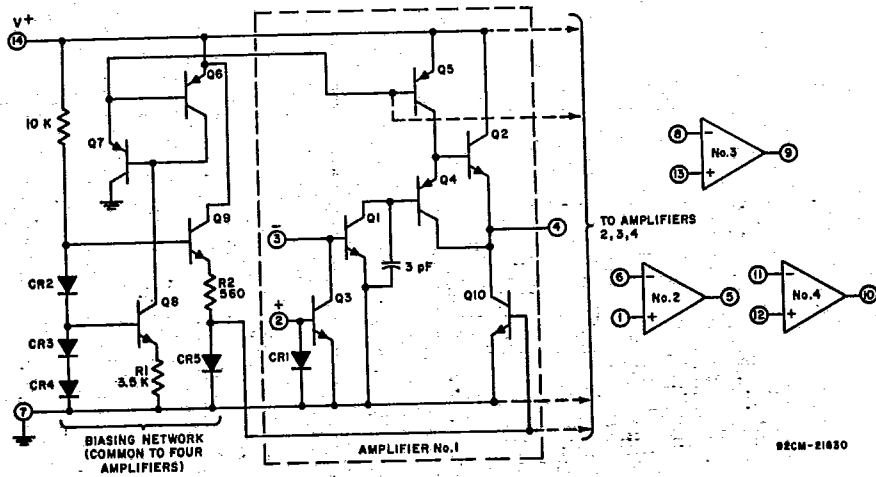 V+
14
Q6
Q5
10 K
Q7
Q2
Q4
Q9
Q1
8
−
No.3
9
13
+
TO AMPLIFIERS
2,3,4
−
3
3 pF
4
CR2
Q8
R2
560
+
2
Q3
Q10
6
−
No.2
5
1
+
11
−
No.4
10
12
+
CR3
CR4
R1
3.5 K
CR5
CR1
7
BIASING NETWORK
(COMMON TO FOUR
AMPLIFIERS)
AMPLIFIER No.1
92CM-21630